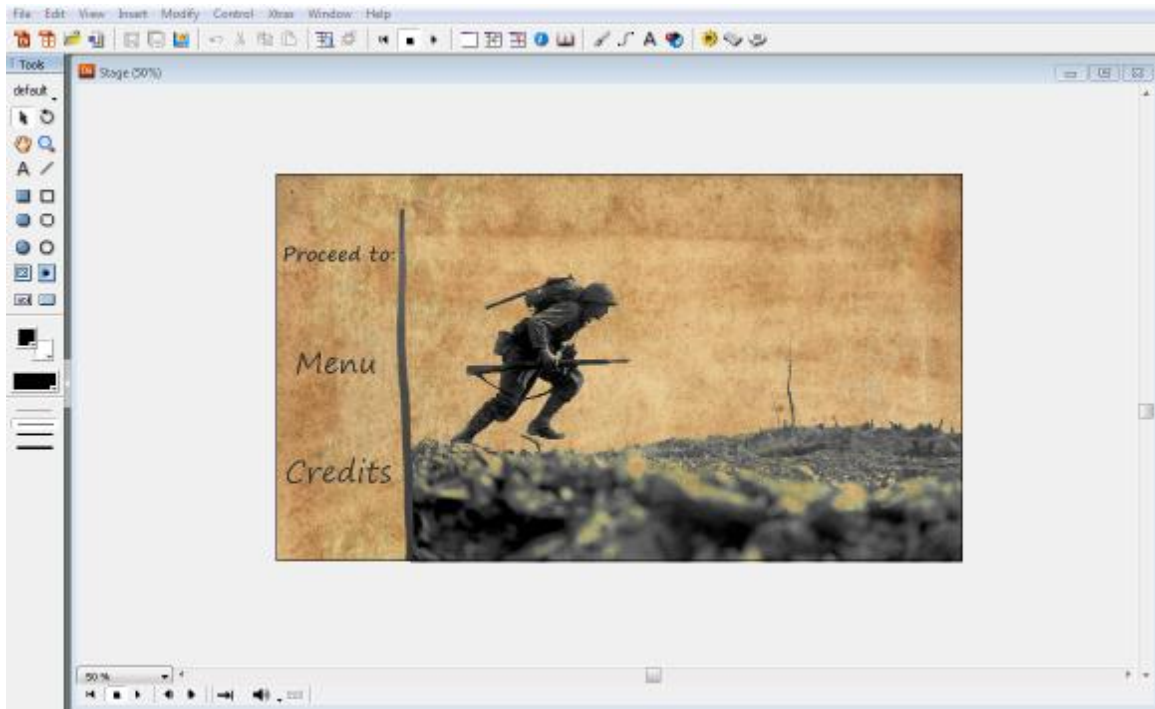 File Edit View Insert Modify Control Xtras Window Help
Tools
Stage (50%)
default
Proceed to:
Menu
Credits
50 %